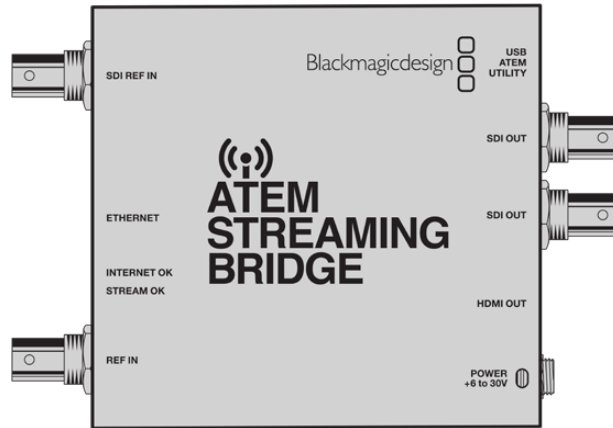 Blackmagicdesign
USB
ATEM
UTILITY
SDI REF IN
SDI OUT
ATEM
STREAMING
BRIDGE
SDI OUT
ETHERNET
INTERNET OK
STREAM OK
HDMI OUT
REF IN
POWER
+6 to 30V